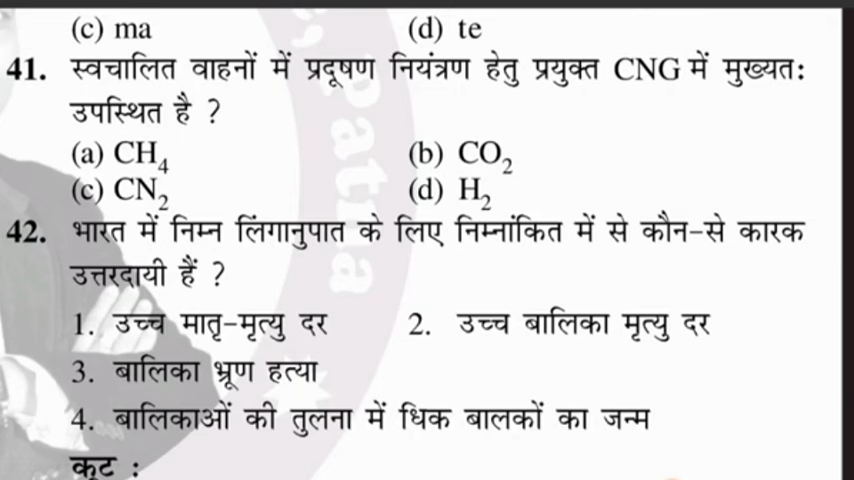 (c) ma (d) te
41. स्वचालित वाहनों में प्रदूषण नियंत्रण हेतु प्रयुक्त CNG में मुख्यतः
उपस्थित है ?
(a) CH₄ (b) CO₂
(c) CN₂ (d) H₂
42. भारत में निम्न लिंगानुपात के लिए निम्नांकित में से कौन-से कारक
उत्तरदायी हैं ?
1. उच्च मातृ-मृत्यु दर 2. उच्च बालिका मृत्यु दर
3. बालिका भ्रूण हत्या
4. बालिकाओं की तुलना में धिक बालकों का जन्म
कूट :
, Patna